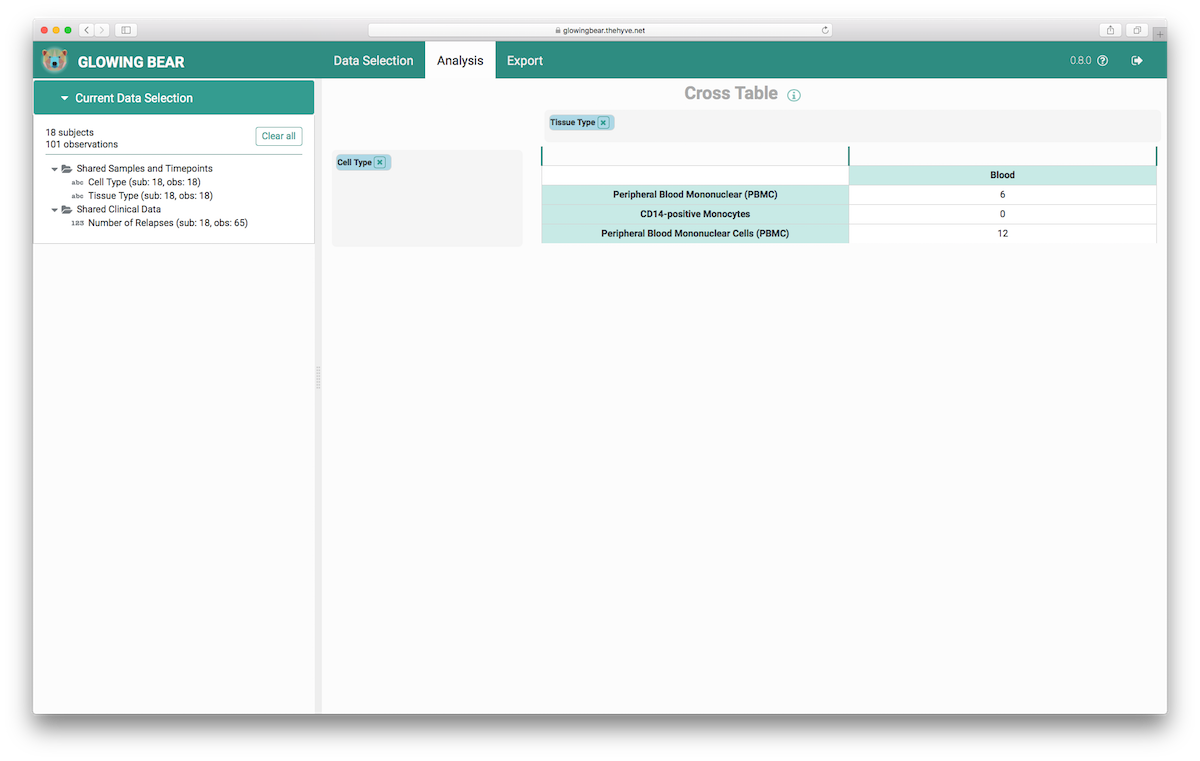 glowingbear.thehyve.net
GLOWING BEAR
Data Selection
Analysis
Export
0.8.0
Current Data Selection
18 subjects
101 observations
Clear all
Shared Samples and Timepoints
abc Cell Type (sub: 18, obs: 18)
abc Tissue Type (sub: 18, obs: 18)
Shared Clinical Data
123 Number of Relapses (sub: 18, obs: 65)
Cross Table
Tissue Type
Cell Type
Blood
Peripheral Blood Mononuclear (PBMC) 6
CD14-positive Monocytes 0
Peripheral Blood Mononuclear Cells (PBMC) 12